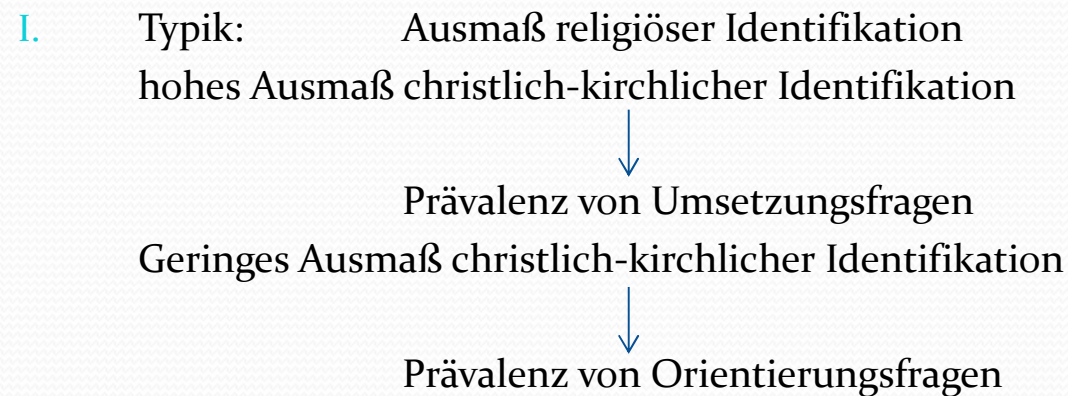 I. Typik: Ausmaß religiöser Identifikation
hohes Ausmaß christlich-kirchlicher Identifikation
Prävalenz von Umsetzungsfragen
Geringes Ausmaß christlich-kirchlicher Identifikation
Prävalenz von Orientierungsfragen